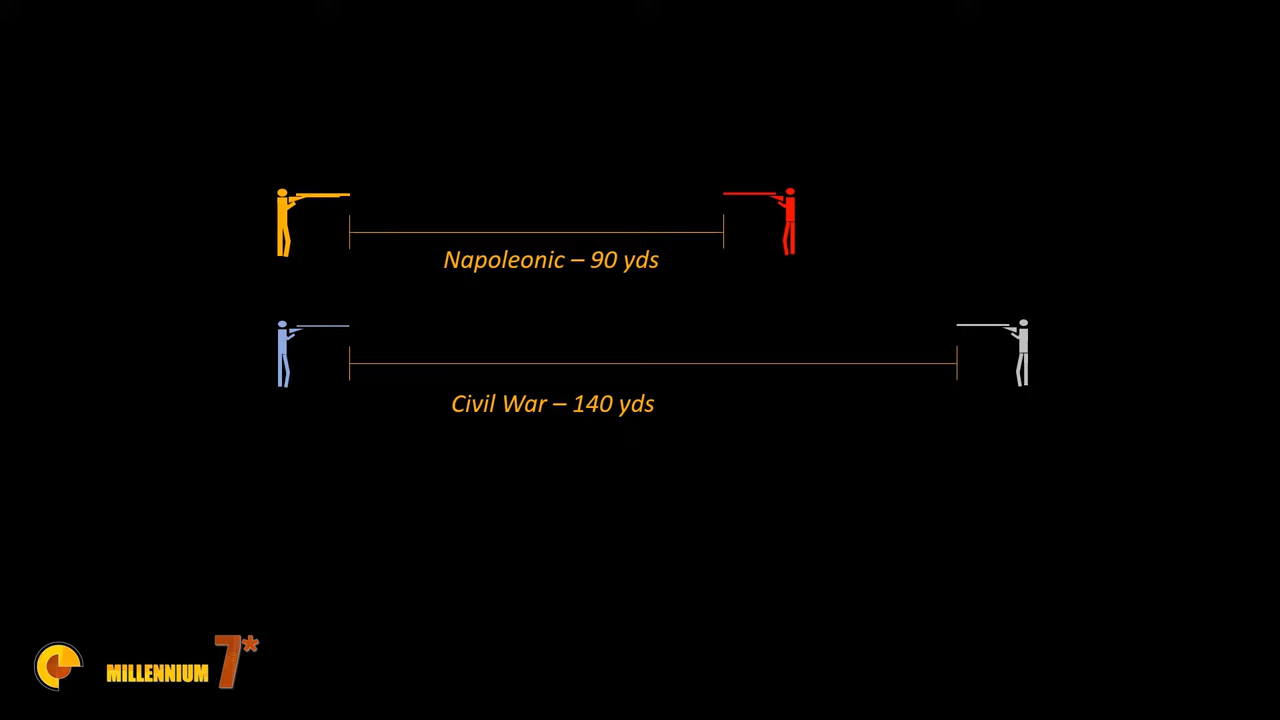 Napoleonic – 90 yds
Civil War – 140 yds
MILLENNIUM 7*